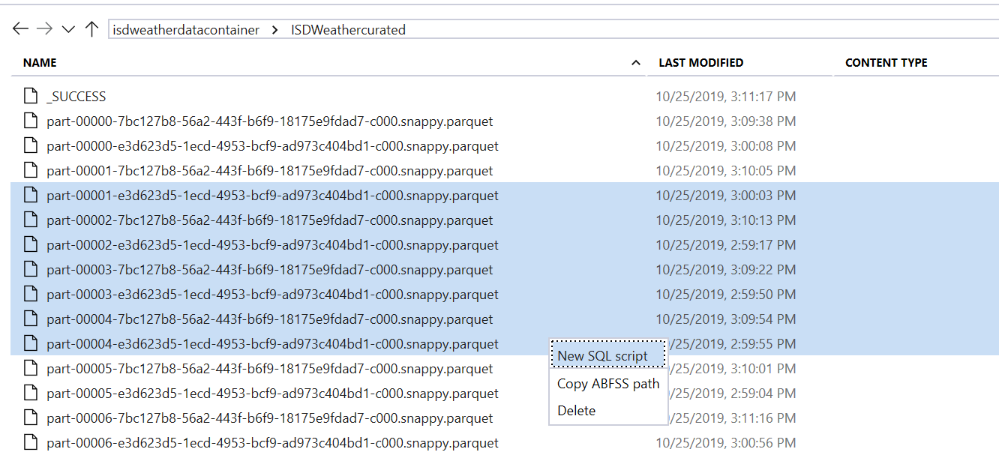 isdweatherdatacontainer > ISDWeathercurated
NAME LAST MODIFIED CONTENT TYPE
_SUCCESS 10/25/2019, 3:11:17 PM
part-00000-7bc127b8-56a2-443f-b6f9-18175e9fdad7-c000.snappy.parquet 10/25/2019, 3:09:38 PM
part-00000-e3d623d5-1ecd-4953-bcf9-ad973c404bd1-c000.snappy.parquet 10/25/2019, 3:00:08 PM
part-00001-7bc127b8-56a2-443f-b6f9-18175e9fdad7-c000.snappy.parquet 10/25/2019, 3:10:05 PM
part-00001-e3d623d5-1ecd-4953-bcf9-ad973c404bd1-c000.snappy.parquet 10/25/2019, 3:00:03 PM
part-00002-7bc127b8-56a2-443f-b6f9-18175e9fdad7-c000.snappy.parquet 10/25/2019, 3:10:13 PM
part-00002-e3d623d5-1ecd-4953-bcf9-ad973c404bd1-c000.snappy.parquet 10/25/2019, 2:59:17 PM
part-00003-7bc127b8-56a2-443f-b6f9-18175e9fdad7-c000.snappy.parquet 10/25/2019, 3:09:22 PM
part-00003-e3d623d5-1ecd-4953-bcf9-ad973c404bd1-c000.snappy.parquet 10/25/2019, 2:59:50 PM
part-00004-7bc127b8-56a2-443f-b6f9-18175e9fdad7-c000.snappy.parquet 10/25/2019, 3:09:54 PM
part-00004-e3d623d5-1ecd-4953-bcf9-ad973c404bd1-c000.snappy.parquet /25/2019, 2:59:55 PM
New SQL script
part-00005-7bc127b8-56a2-443f-b6f9-18175e9fdad7-c000.snappy.parquet /25/2019, 3:10:01 PM
Copy ABFSS path
part-00005-e3d623d5-1ecd-4953-bcf9-ad973c404bd1-c000.snappy.parquet /25/2019, 2:59:04 PM
Delete
part-00006-7bc127b8-56a2-443f-b6f9-18175e9fdad7-c000.snappy.parquet /25/2019, 3:11:16 PM
part-00006-e3d623d5-1ecd-4953-bcf9-ad973c404bd1-c000.snappy.parquet 10/25/2019, 3:00:56 PM